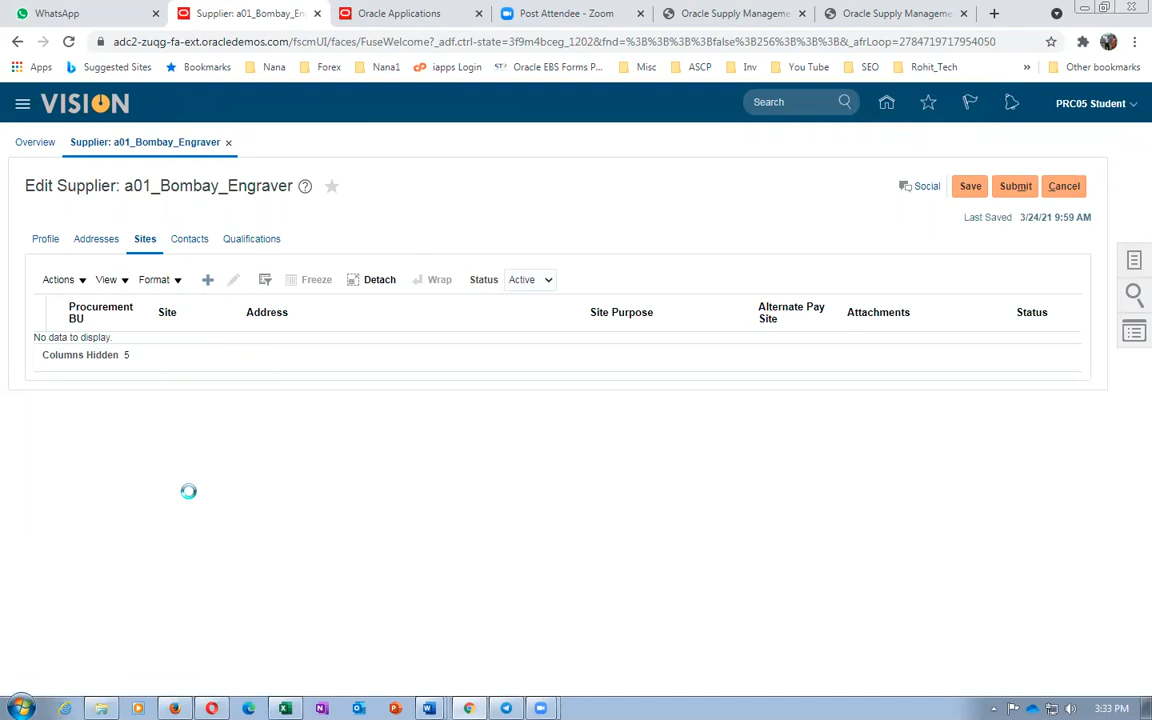 WhatsApp
Supplier: a01_Bombay_En
Oracle Applications
Post Attendee - Zoom
Oracle Supply Manageme
Oracle Supply Manageme
adc2-zuqg-fa-ext.oracledemos.com/fscmUI/faces/FuseWelcome?_adf.ctrl-state=3f9m4bceg_1202&fnd=%3B%3B%3B%3Bfalse%3B256%3B%3B%3B&_afrLoop=2784719717954050
Apps Suggested Sites Bookmarks Nana Forex Nana1 iapps Login Oracle EBS Forms P... Misc ASCP Inv You Tube SEO Rohit_Tech » Other bookmarks
VISION
Search
PRC05 Student
Overview Supplier: a01_Bombay_Engraver
Edit Supplier: a01_Bombay_Engraver
Social Save Submit Cancel
Last Saved 3/24/21 9:59 AM
Profile Addresses Sites Contacts Qualifications
Actions View Format Freeze Detach Wrap Status Active
Procurement BU Site Address Site Purpose Alternate Pay Site Attachments Status
No data to display.
Columns Hidden 5
3:33 PM